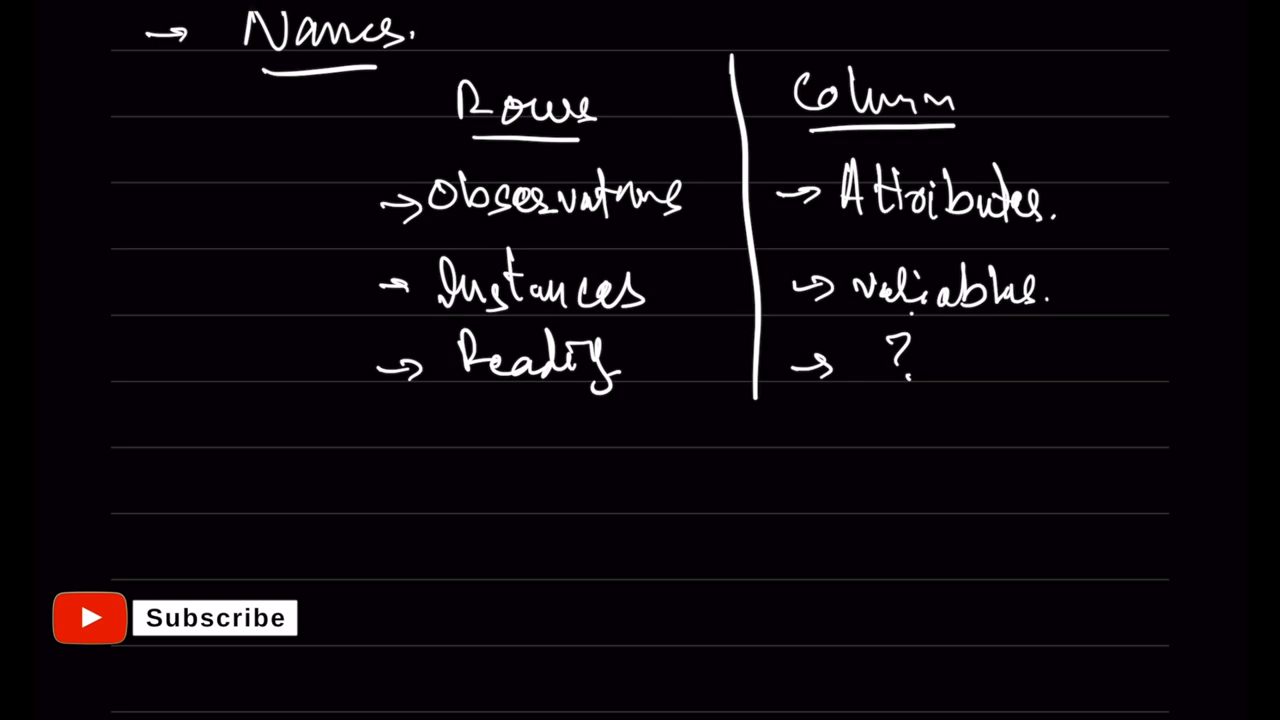 → Names.
Rows Column
→ Observations → Attributes.
→ Instances → variables.
→ Reading → ?
Subscribe